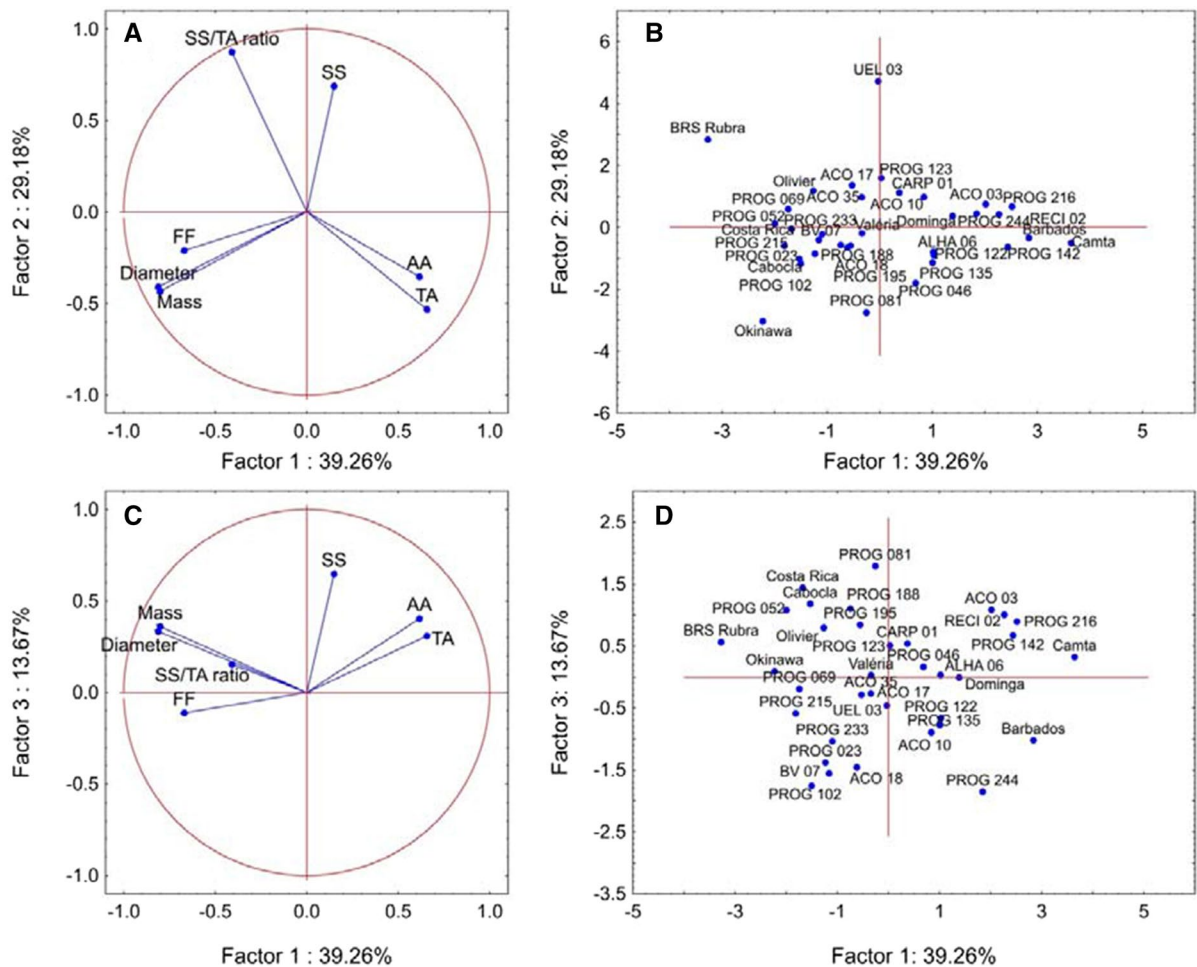 A
SS/TA ratio
SS
FF
Diameter
Mass
AA
TA
1.0
0.5
0.0
-0.5
-1.0
-1.0 -0.5 0.0 0.5 1.0
Factor 2 : 29.18%
Factor 1 : 39.26%
B
UEL 03
BRS Rubra
PROG 123
ACO 17
Olivier
CARP 01
PROG 069
ACO 35
ACO 10
ACO 03
PROG 216
PROG 052
PROG 233
Valéria
Dominga
PROG 244
RECI 02
Costa Rica
BV 07
Barbados
PROG 215
ALHA 06
Camta
PROG 023
PROG 188
PROG 122
PROG 142
Cabocla
ACO 18
PROG 195
PROG 135
PROG 102
PROG 046
PROG 081
Okinawa
6
4
2
0
-2
-4
-6
-5 -3 -1 1 3 5
Factor 2: 29.18%
Factor 1: 39.26%
C
SS
AA
TA
Mass
Diameter
SS/TA ratio
FF
1.0
0.5
0.0
-0.5
-1.0
-1.0 -0.5 0.0 0.5 1.0
Factor 3 : 13.67%
Factor 1 : 39.26%
D
PROG 081
Costa Rica
Cabocla
PROG 188
PROG 052
PROG 195
ACO 03
RECI 02
PROG 216
BRS Rubra
Olivier
PROG 123
CARP 01
PROG 142
Camta
Okinawa
Valéria
PROG 046
ALHA 06
PROG 069
ACO 35
Dominga
PROG 215
ACO 17
UEL 03
PROG 122
PROG 135
PROG 233
ACO 10
Barbados
PROG 023
BV 07
ACO 18
PROG 102
PROG 244
2.5
1.5
0.5
-0.5
-1.5
-2.5
-3.5
-5 -3 -1 1 3 5
Factor 3: 13.67%
Factor 1: 39.26%